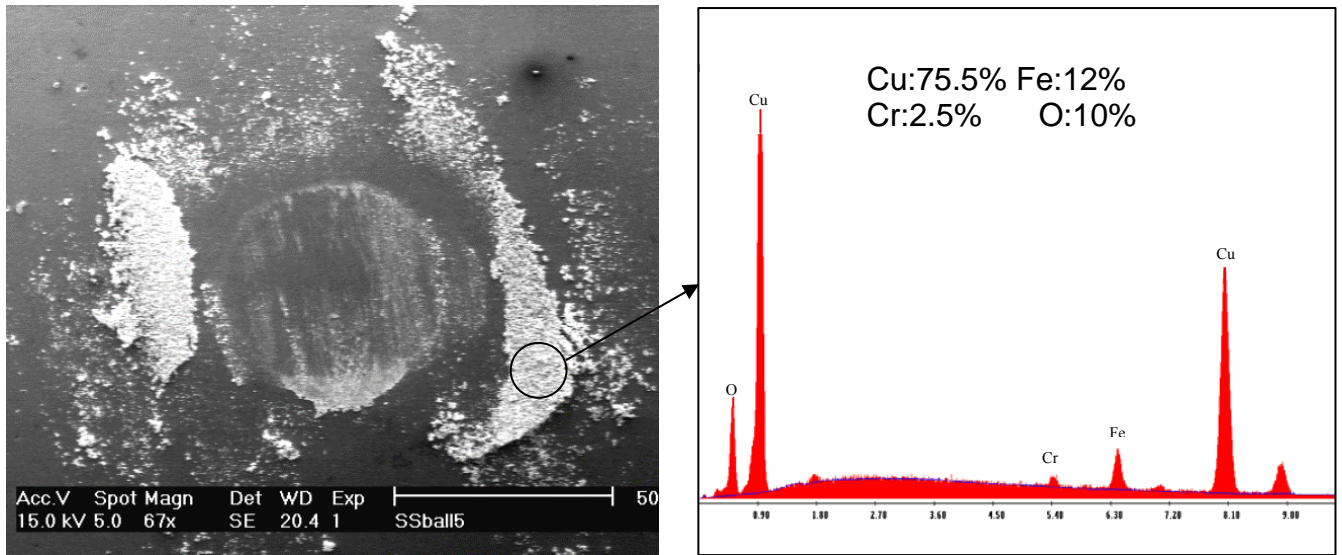 Acc.V Spot Magn Det WD Exp 50
15.0 kV 5.0 67x SE 20.4 1 SSball5
Cu:75.5% Fe:12%
Cr:2.5% O:10%
Cu
Cu
O
Fe
Cr
0.90 1.80 2.70 3.60 4.50 5.40 6.30 7.20 8.10 9.00